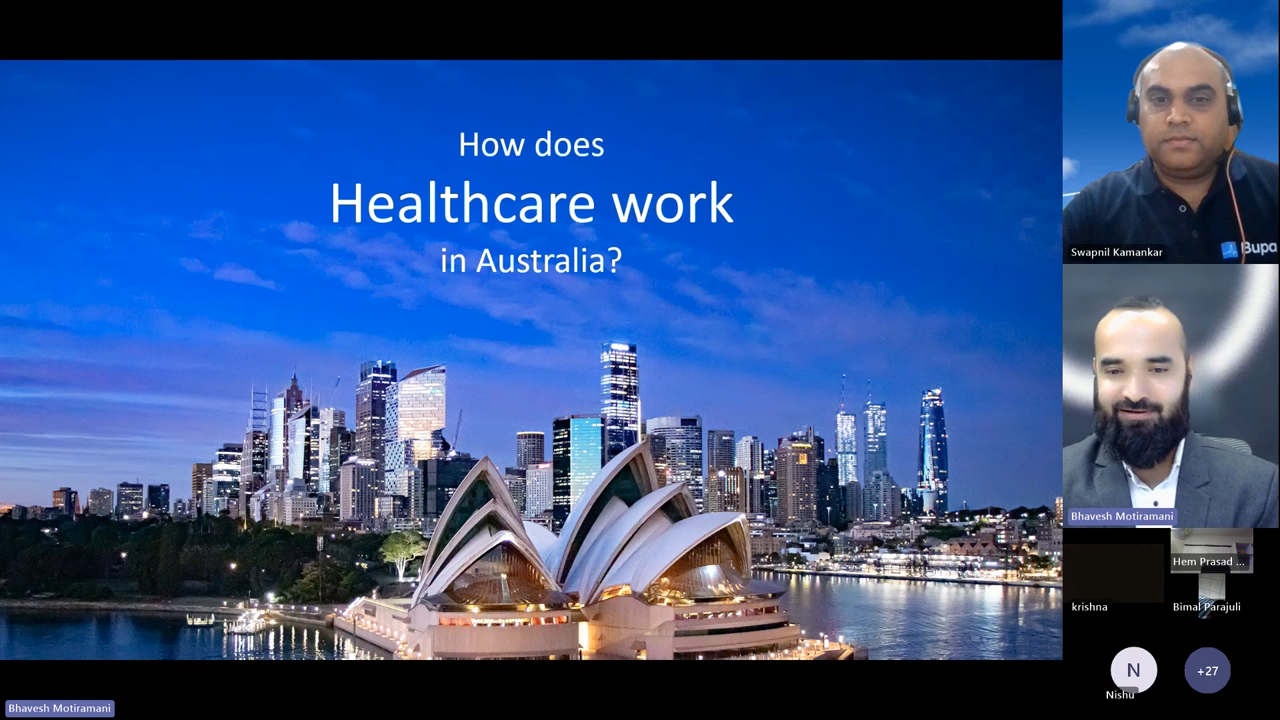 How does
Healthcare work
in Australia?
Swapnil Kamankar
Bupa
Bhavesh Motiramani
Hem Prasad ...
krishna
Bimal Parajuli
N
Nishu
+27
Bhavesh Motiramani